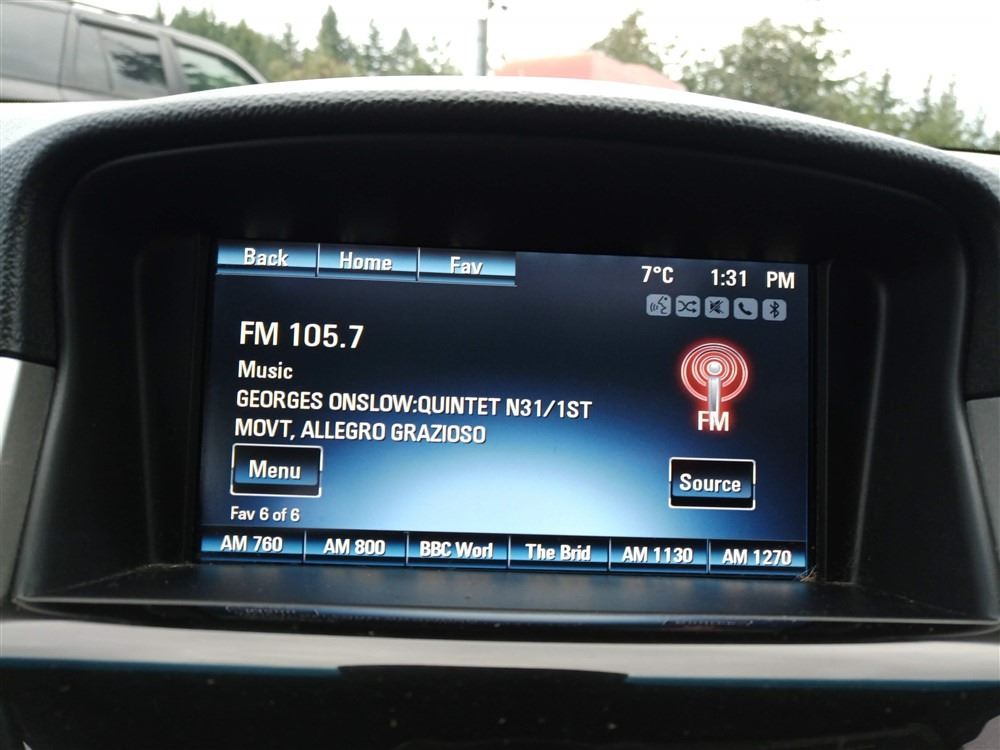 Back Home Fav
7°C 1:31 PM
FM 105.7
Music
GEORGES ONSLOW:QUINTET N31/1ST
MOVT, ALLEGRO GRAZIOSO
FM
Menu
Source
Fav 6 of 6
AM 760 AM 800 BBC Worl The Brid AM 1130 AM 1270